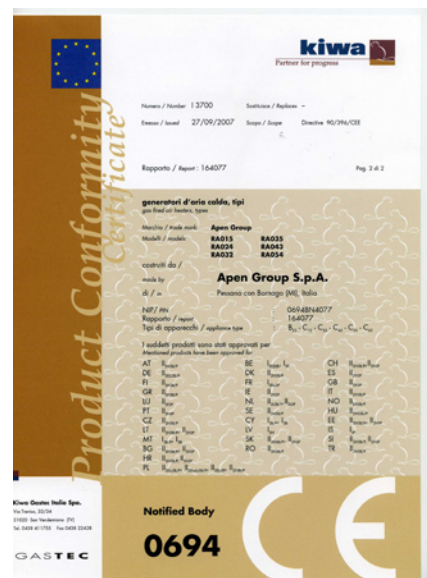 kiwa
Partner for progress
Product Conformity
Certificate
Numero / Number 13700 Sostituisce / Replaces –
Emesso / Issued 27/09/2007 Scopo / Scope Directive 90/396/CEE
Rapporto / Report : 164077 Pag. 2 di 2
generatori d'aria calda, tipi
gas fired air heaters, types
Marchio / trade mark: Apen Group
Modelli / models: RA015 RA035
RA024 RA043
RA032 RA054
costruiti da /
made by Apen Group S.p.A.
di / in Pessano con Bornago (MI), Italia
NIP/ PIN : 0694BN4077
Rapporto / report : 164077
Tipi di apparecchi / appliance type :
I suddetti prodotti sono stati approvati per
Mentioned products have been approved for
AT BE CH
DE DK ES
FI FR GB
GR IE IT
LU NL NO
PT SE HU
CZ CY EE
LT LV IS
MT SK SI
BG RO TR
HR
PL
Kiwa Gastec Italia Spa.
Via Treviso, 32/34
31020 San Vendemiano (TV)
Tel. 0438 411755 Fax 0438 22428
GASTEC
Notified Body
0694
CE